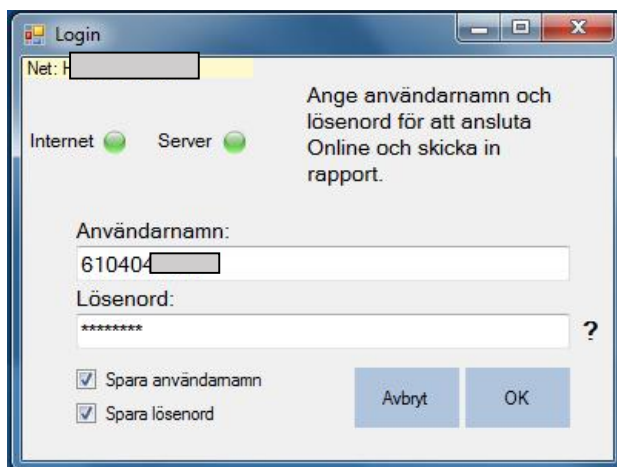 Login
Net: H
Ange användarnamn och
lösenord för att ansluta
Online och skicka in
rapport.
Internet
Server
Användarnamn:
610404
Lösenord:
********
?
Spara användarnamn
Spara lösenord
Avbryt
OK